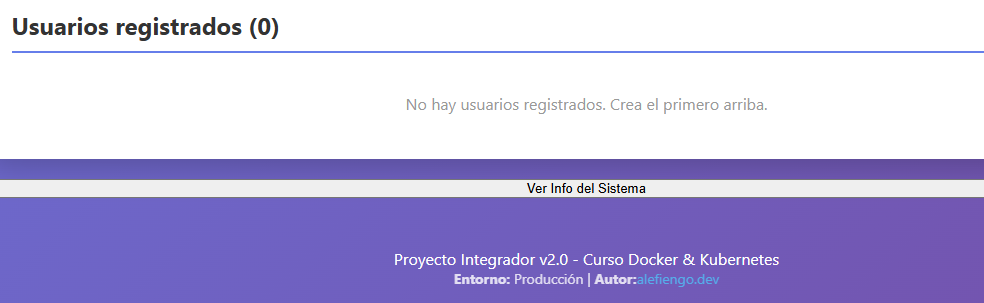 Usuarios registrados (0)
No hay usuarios registrados. Crea el primero arriba.
Ver Info del Sistema
Proyecto Integrador v2.0 - Curso Docker & Kubernetes
Entorno: Producción | Autor:alefiengo.dev